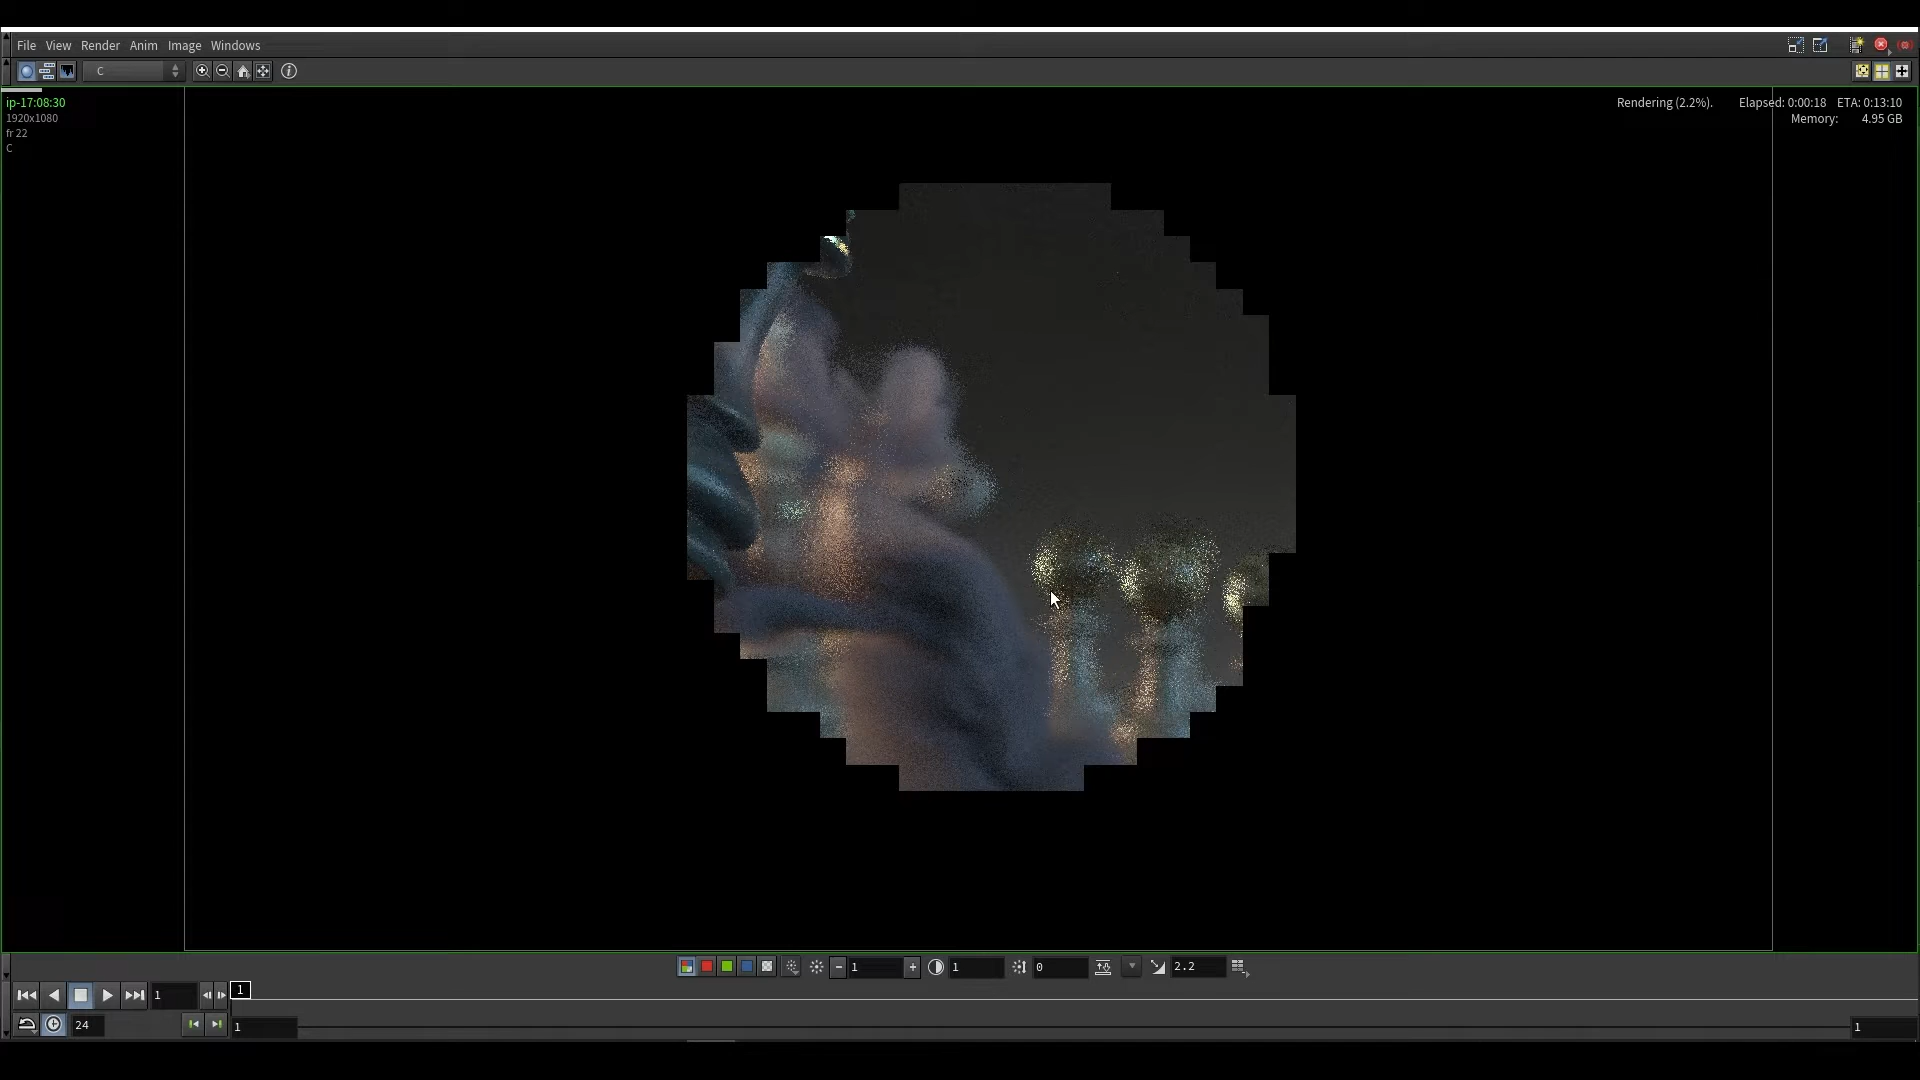 File View Render Anim Image Windows
C
ip-17:08:30
1920x1080
fr 22
C
Rendering (2.2%). Elapsed: 0:00:18 ETA: 0:13:10
Memory: 4.95 GB
1 1 0 2.2
1 1
24 1 1